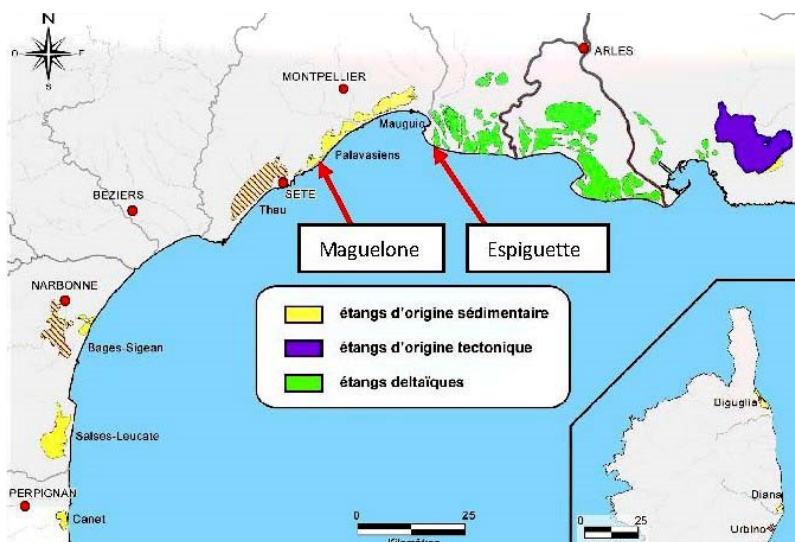 N
O
E
S
ARLES
MONTPELLIER
Mauguio
Palavasiens
SETE
Thau
BEZIERS
Maguelone
Espiguette
NARBONNE
étangs d'origine sédimentaire
étangs d'origine tectonique
étangs deltaïques
Bages-Sigean
Salses-Leucate
Biguglia
PERPIGNAN
Canet
Diana
Urbino
0
25
Kilomètres
0
25